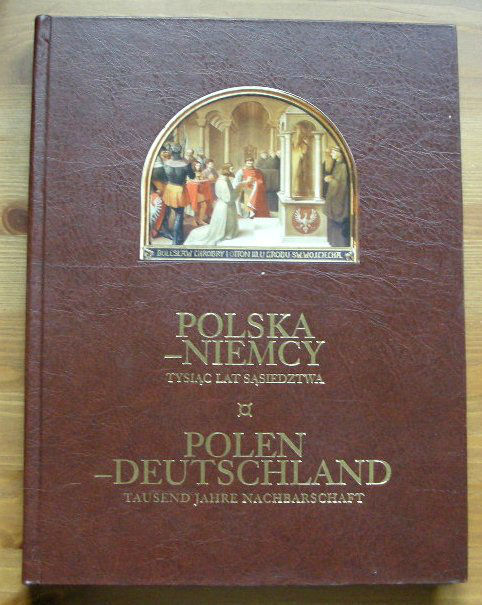 BOLESŁAW CHROBRY I OTTON III U GROBU ŚW. WOJCIECHA
POLSKA
–NIEMCY
TYSIĄC LAT SĄSIEDZTWA
POLEN
–DEUTSCHLAND
TAUSEND JAHRE NACHBARSCHAFT